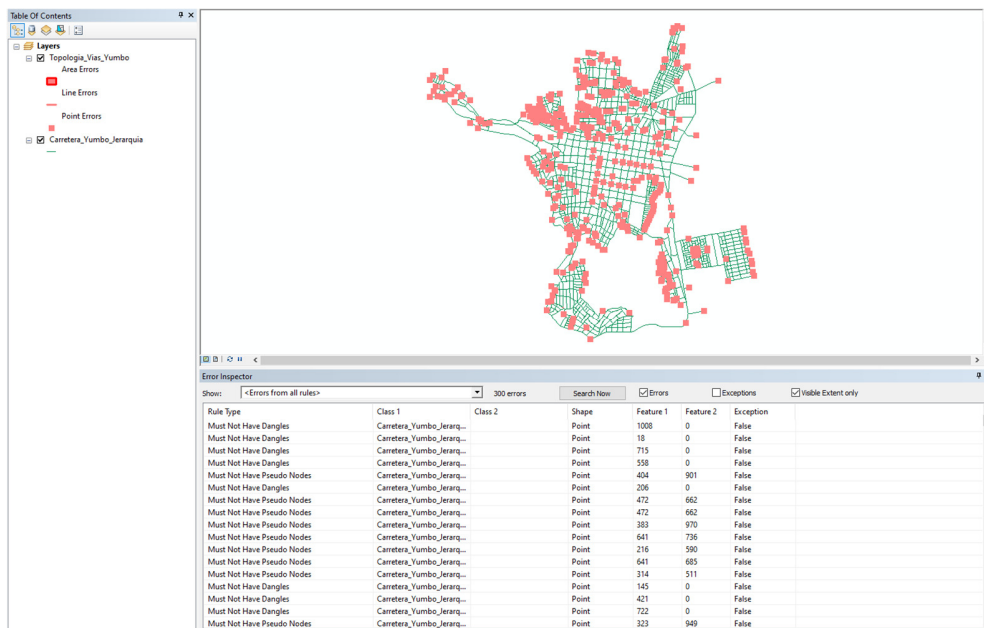 Table Of Contents
Layers
Topologia_Vias_Yumbo
Area Errors
Line Errors
Point Errors
Carretera_Yumbo_Jerarquia
Error Inspector
Show: <Errors from all rules> 300 errors Search Now Errors Exceptions Visible Extent only
Rule Type Class 1 Class 2 Shape Feature 1 Feature 2 Exception
Must Not Have Dangles Carretera_Yumbo_Jerarq... Point 1008 0 False
Must Not Have Dangles Carretera_Yumbo_Jerarq... Point 18 0 False
Must Not Have Dangles Carretera_Yumbo_Jerarq... Point 715 0 False
Must Not Have Dangles Carretera_Yumbo_Jerarq... Point 558 0 False
Must Not Have Pseudo Nodes Carretera_Yumbo_Jerarq... Point 404 901 False
Must Not Have Dangles Carretera_Yumbo_Jerarq... Point 206 0 False
Must Not Have Pseudo Nodes Carretera_Yumbo_Jerarq... Point 472 662 False
Must Not Have Pseudo Nodes Carretera_Yumbo_Jerarq... Point 472 662 False
Must Not Have Pseudo Nodes Carretera_Yumbo_Jerarq... Point 383 970 False
Must Not Have Pseudo Nodes Carretera_Yumbo_Jerarq... Point 641 736 False
Must Not Have Pseudo Nodes Carretera_Yumbo_Jerarq... Point 216 590 False
Must Not Have Pseudo Nodes Carretera_Yumbo_Jerarq... Point 641 685 False
Must Not Have Pseudo Nodes Carretera_Yumbo_Jerarq... Point 314 511 False
Must Not Have Dangles Carretera_Yumbo_Jerarq... Point 145 0 False
Must Not Have Dangles Carretera_Yumbo_Jerarq... Point 421 0 False
Must Not Have Dangles Carretera_Yumbo_Jerarq... Point 722 0 False
Must Not Have Pseudo Nodes Carretera_Yumbo_Jerarq... Point 323 949 False